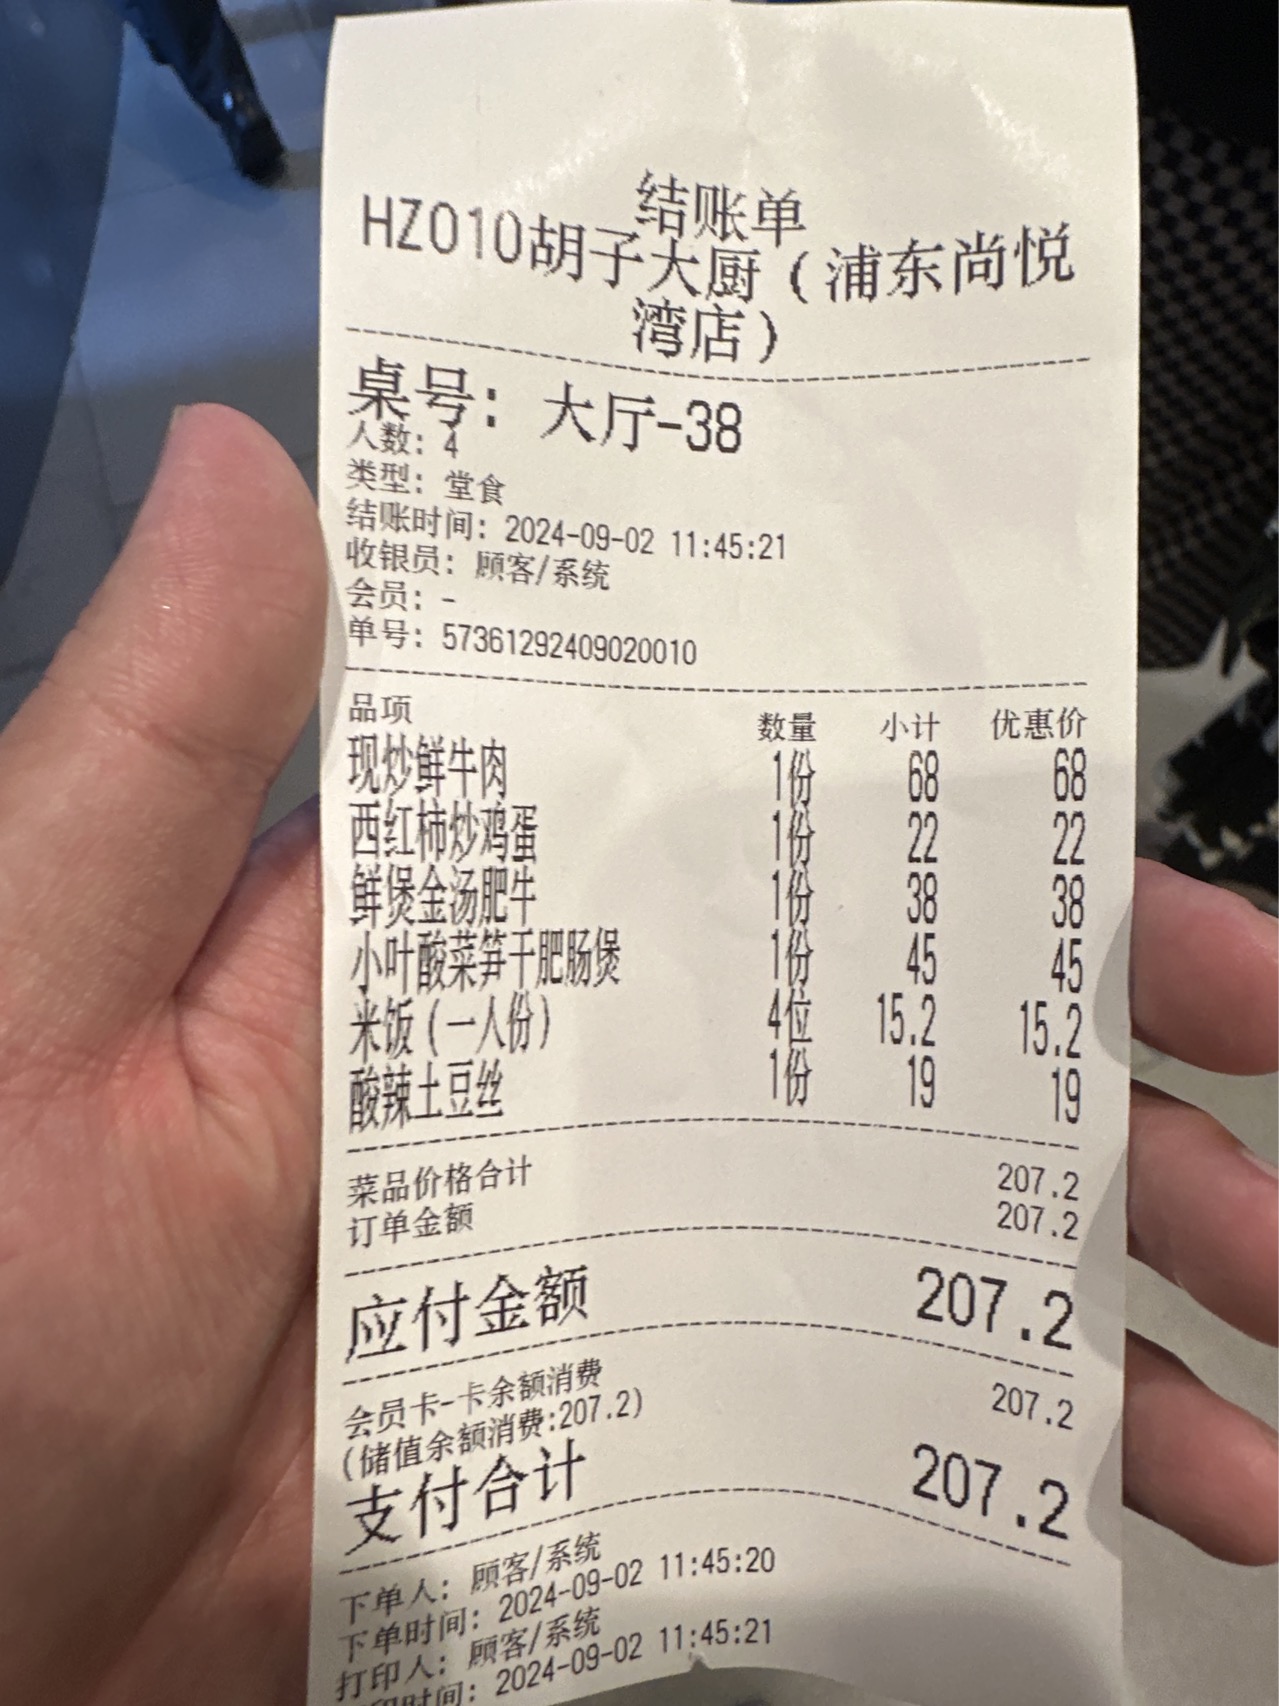 结账单
HZ010胡子大厨（浦东尚悦
湾店）
桌号：大厅-38
人数：4
类型：堂食
结账时间：2024-09-02 11:45:21
收银员：顾客/系统
会员：-
单号：57361292409020010
品项 数量 小计 优惠价
现炒鲜牛肉 1份 68 68
西红柿炒鸡蛋 1份 22 22
鲜煲金汤肥牛 1份 38 38
小叶酸菜笋干肥肠煲 1份 45 45
米饭（一人份） 4位 15.2 15.2
酸辣土豆丝 1份 19 19
菜品价格合计 207.2
订单金额 207.2
应付金额 207.2
会员卡-卡余额消费 207.2
(储值余额消费:207.2)
支付合计 207.2
下单人：顾客/系统
下单时间：2024-09-02 11:45:20
打印人：顾客/系统
印时间：2024-09-02 11:45:21